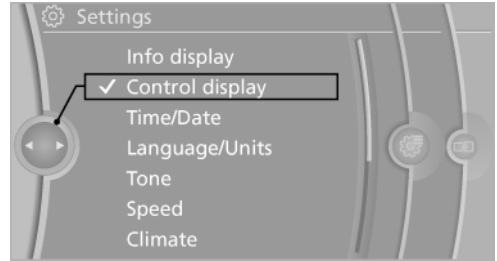 Settings
Info display
Control display
Time/Date
Language/Units
Tone
Speed
Climate